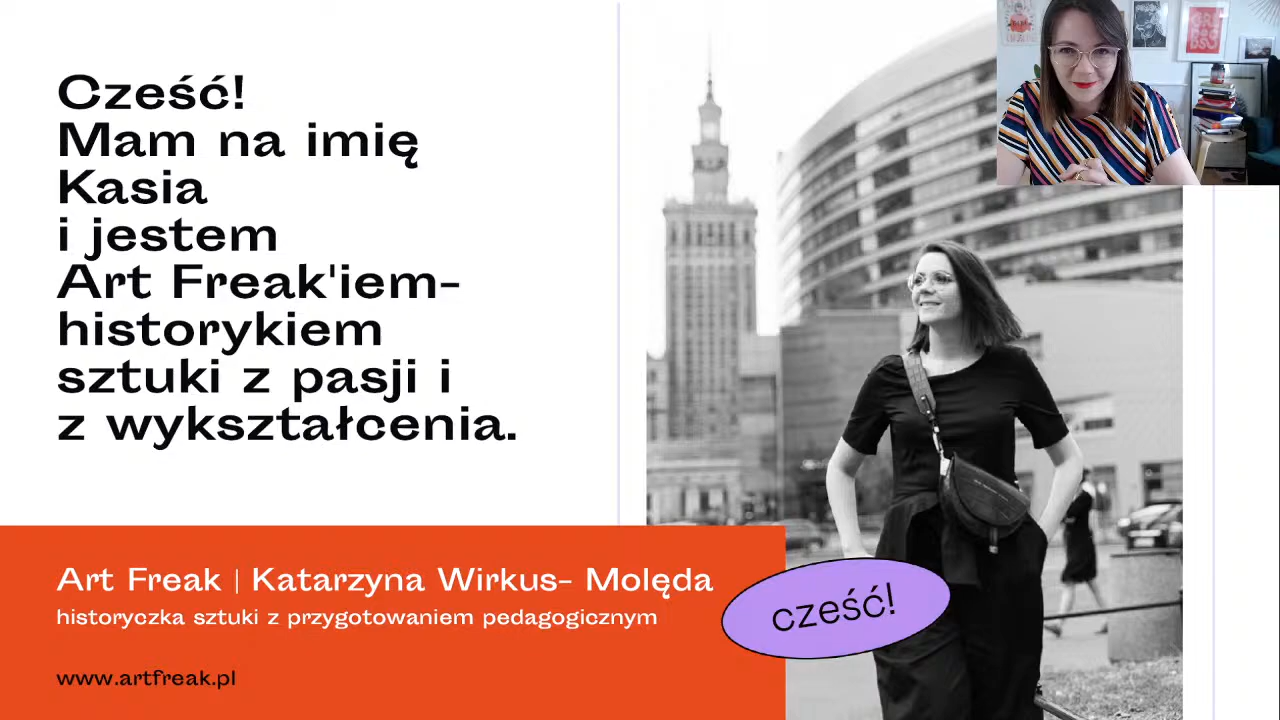 Cześć!
Mam na imię
Kasia
i jestem
Art Freak'iem-
historykiem
sztuki z pasji i
z wykształcenia.
Art Freak | Katarzyna Wirkus- Molęda
historyczka sztuki z przygotowaniem pedagogicznym
www.artfreak.pl
cześć!